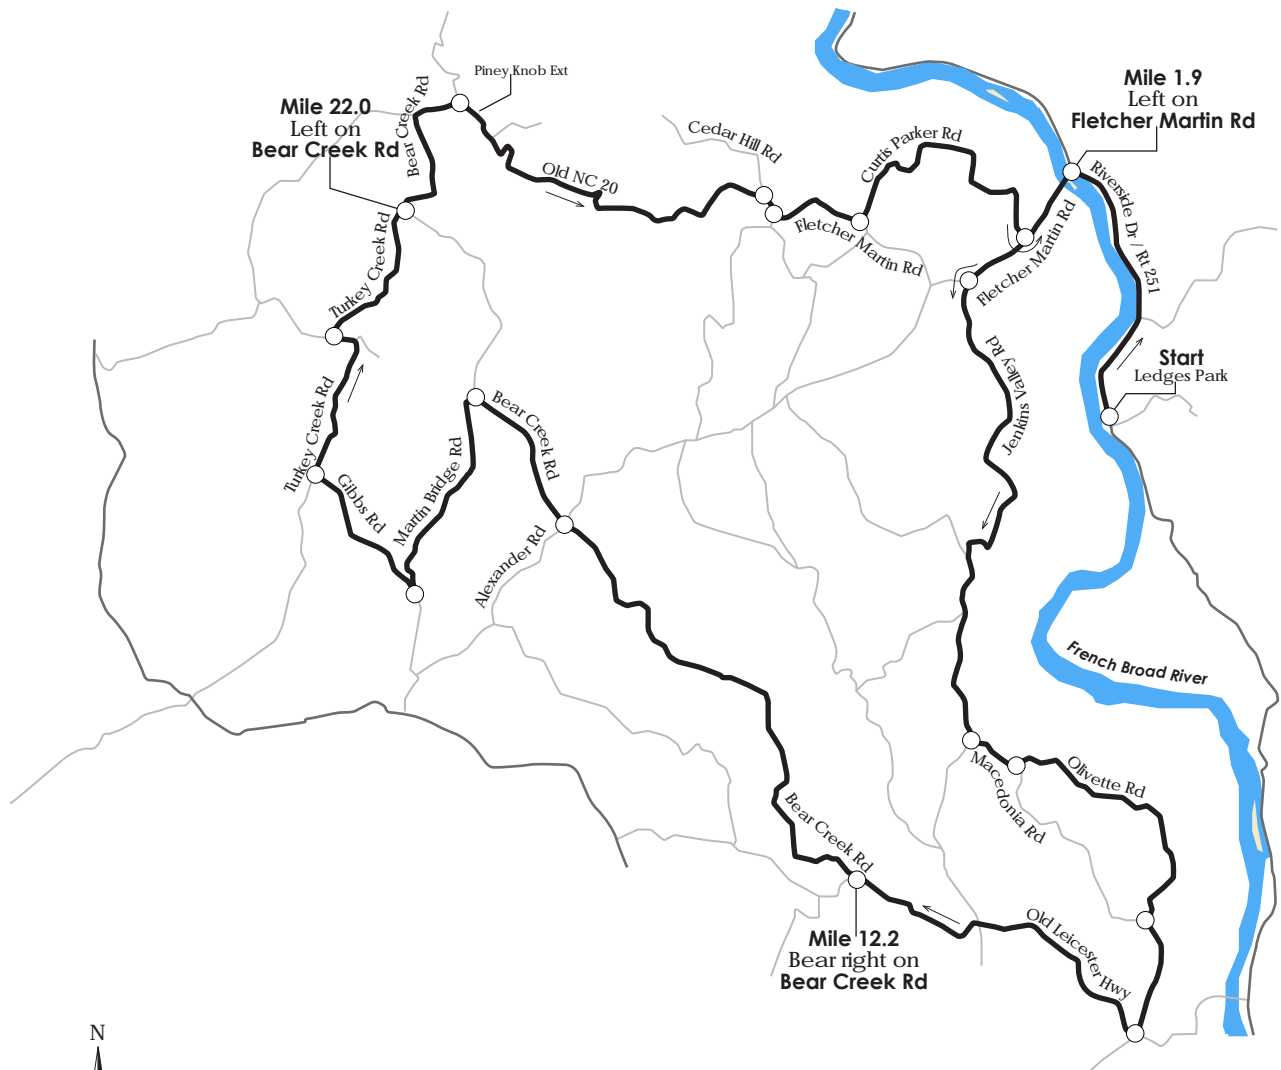 Piney Knob Ext
Mile 1.9
Left on
Fletcher Martin Rd
Mile 22.0
Left on
Bear Creek Rd
Bear Creek Rd
Cedar Hill Rd
Curtis Parker Rd
Old NC 20
Riverside Dr / Rt 251
Turkey Creek Rd
Fletcher Martin Rd
Fletcher Martin Rd
Jenkins Valley Rd
Start
Ledges Park
Turkey Creek Rd
Gibbs Rd
Martin Bridge Rd
Bear Creek Rd
Alexander Rd
French Broad River
Macedonia Rd
Olivette Rd
Bear Creek Rd
Old Leicester Hwy
Mile 12.2
Bear right on
Bear Creek Rd
N